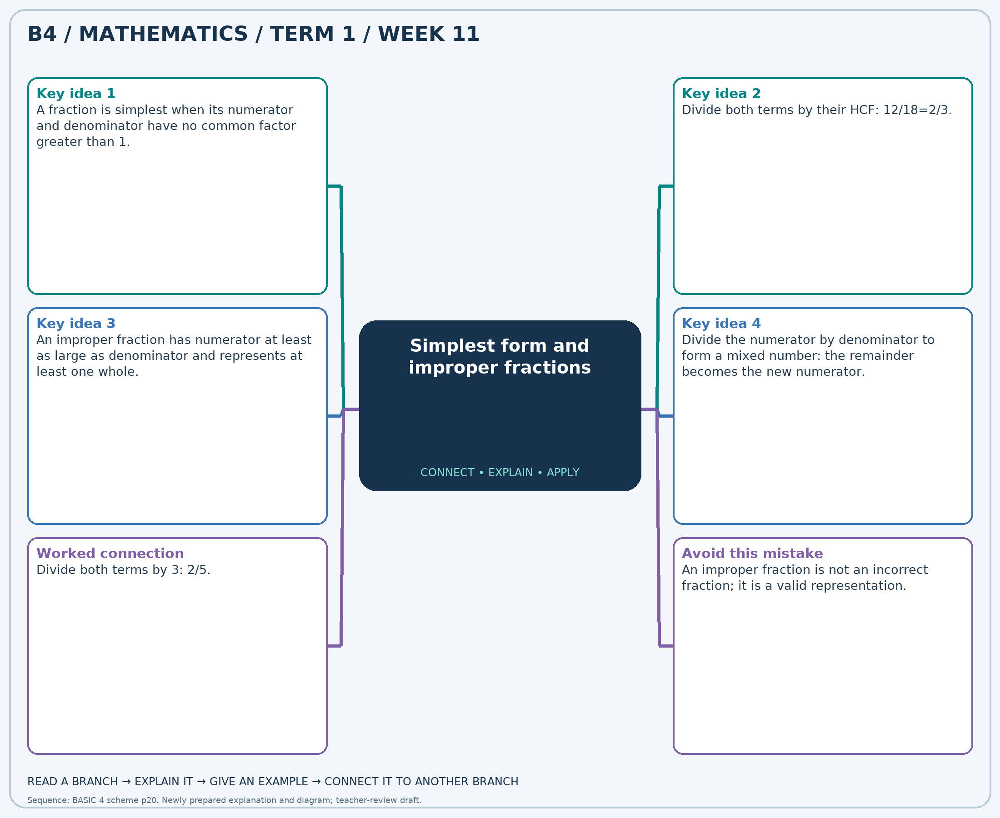 B4 / MATHEMATICS / TERM 1 / WEEK 11
Key idea 1
A fraction is simplest when its numerator
and denominator have no common factor
greater than 1.
Key idea 2
Divide both terms by their HCF: 12/18=2/3.
Key idea 3
An improper fraction has numerator at least
as large as denominator and represents at
least one whole.
Simplest form and
improper fractions
CONNECT • EXPLAIN • APPLY
Key idea 4
Divide the numerator by denominator to
form a mixed number: the remainder
becomes the new numerator.
Worked connection
Divide both terms by 3: 2/5.
Avoid this mistake
An improper fraction is not an incorrect
fraction; it is a valid representation.
READ A BRANCH → EXPLAIN IT → GIVE AN EXAMPLE → CONNECT IT TO ANOTHER BRANCH
Sequence: BASIC 4 scheme p20. Newly prepared explanation and diagram; teacher-review draft.